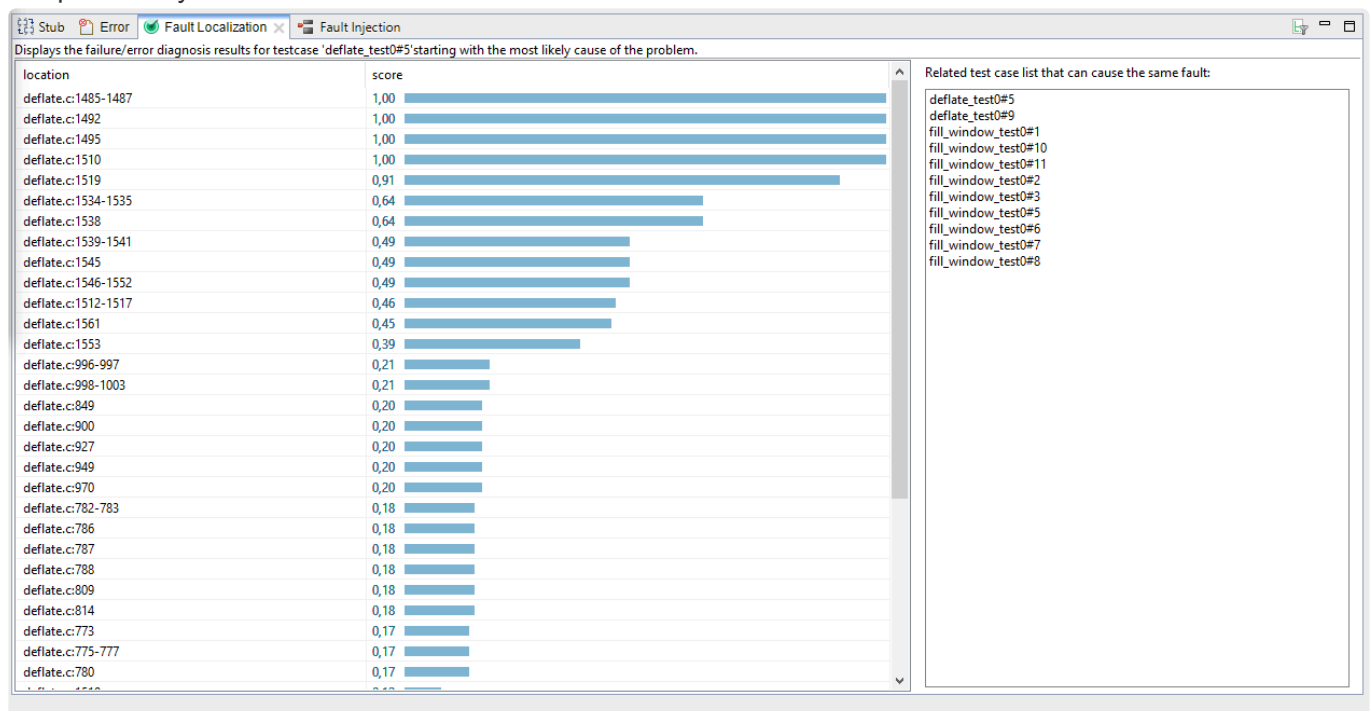 Stub Error Fault Localization Fault Injection
Displays the failure/error diagnosis results for testcase 'deflate_test0#5'starting with the most likely cause of the problem.
location score
deflate.c:1485-1487 1,00
deflate.c:1492 1,00
deflate.c:1495 1,00
deflate.c:1510 1,00
deflate.c:1519 0,91
deflate.c:1534-1535 0,64
deflate.c:1538 0,64
deflate.c:1539-1541 0,49
deflate.c:1545 0,49
deflate.c:1546-1552 0,49
deflate.c:1512-1517 0,46
deflate.c:1561 0,45
deflate.c:1553 0,39
deflate.c:996-997 0,21
deflate.c:998-1003 0,21
deflate.c:849 0,20
deflate.c:900 0,20
deflate.c:927 0,20
deflate.c:949 0,20
deflate.c:970 0,20
deflate.c:782-783 0,18
deflate.c:786 0,18
deflate.c:787 0,18
deflate.c:788 0,18
deflate.c:809 0,18
deflate.c:814 0,18
deflate.c:773 0,17
deflate.c:775-777 0,17
deflate.c:780 0,17
Related test case list that can cause the same fault:
deflate_test0#5
deflate_test0#9
fill_window_test0#1
fill_window_test0#10
fill_window_test0#11
fill_window_test0#2
fill_window_test0#3
fill_window_test0#5
fill_window_test0#6
fill_window_test0#7
fill_window_test0#8